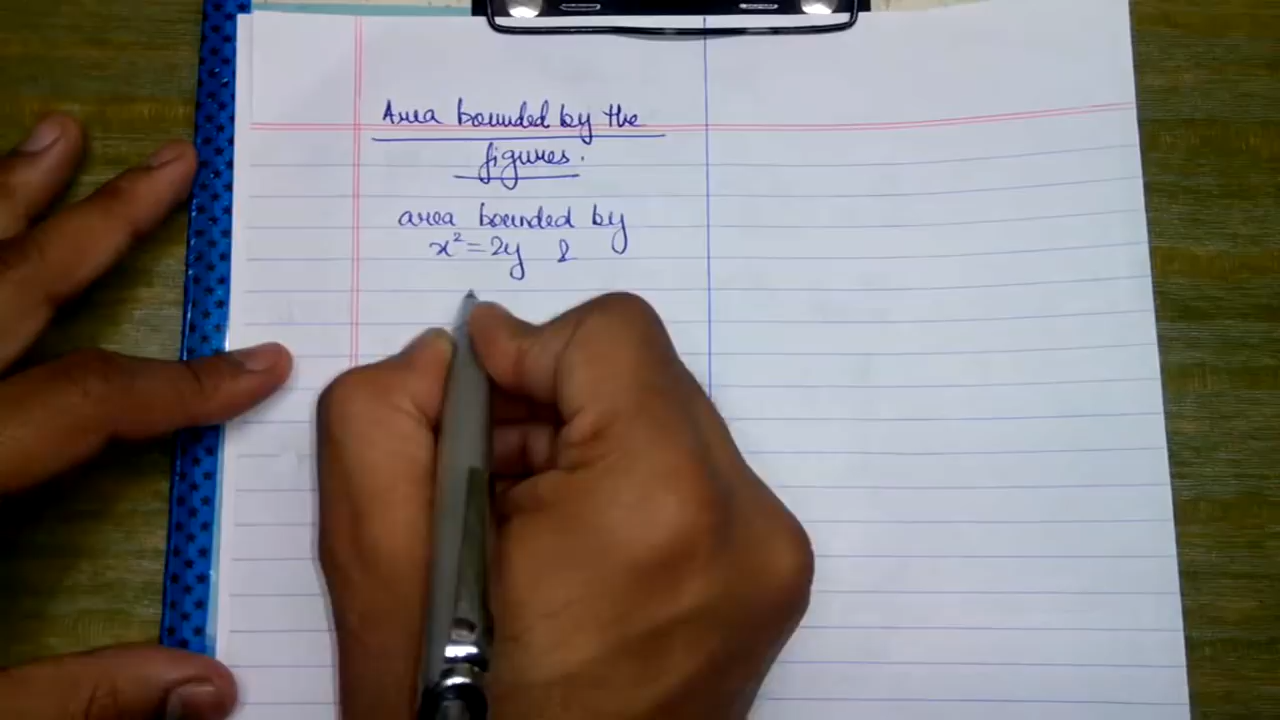 Area bounded by the
figures.
area bounded by
x² = 2y &